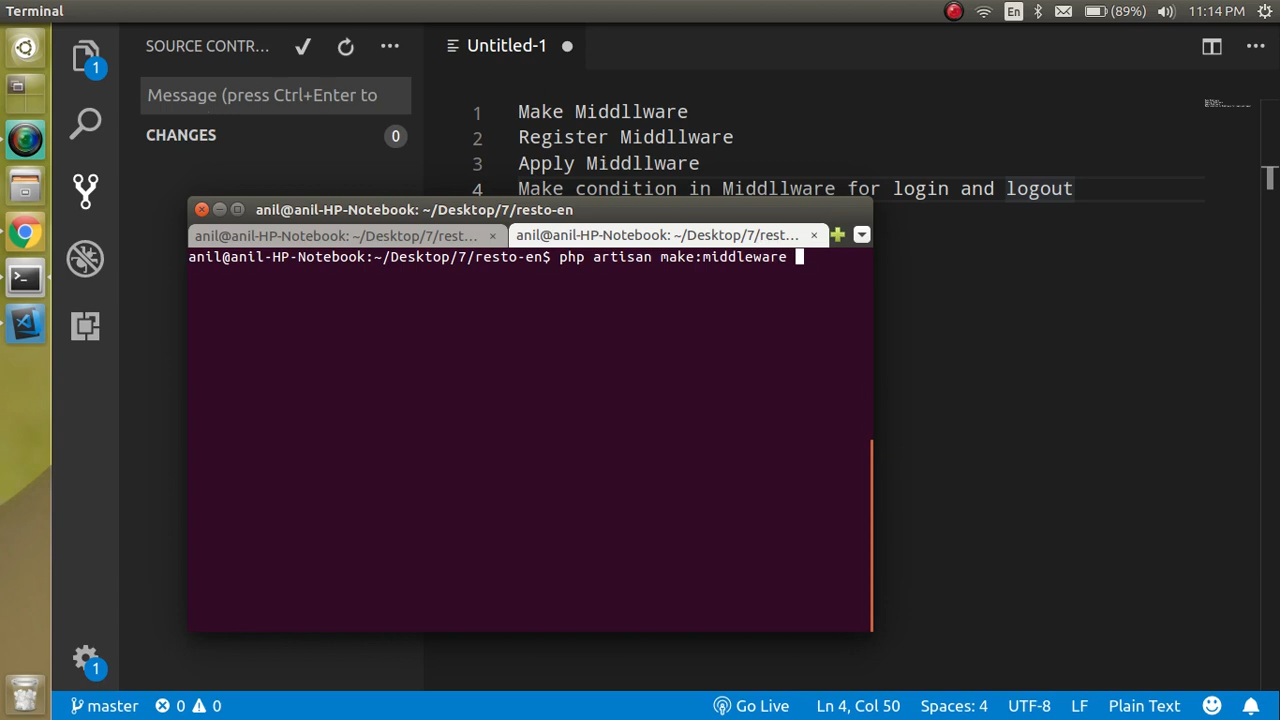 Terminal
En
(89%)
11:14 PM
1
SOURCE CONTR...
Message (press Ctrl+Enter to
CHANGES
0
Untitled-1
1 Make Middllware
2 Register Middllware
3 Apply Middllware
4 Make condition in Middllware for login and logout
anil@anil-HP-Notebook: ~/Desktop/7/resto-en
anil@anil-HP-Notebook: ~/Desktop/7/rest...
anil@anil-HP-Notebook: ~/Desktop/7/rest...
anil@anil-HP-Notebook:~/Desktop/7/resto-en$ php artisan make:middleware
1
master
0
0
Go Live
Ln 4, Col 50
Spaces: 4
UTF-8
LF
Plain Text